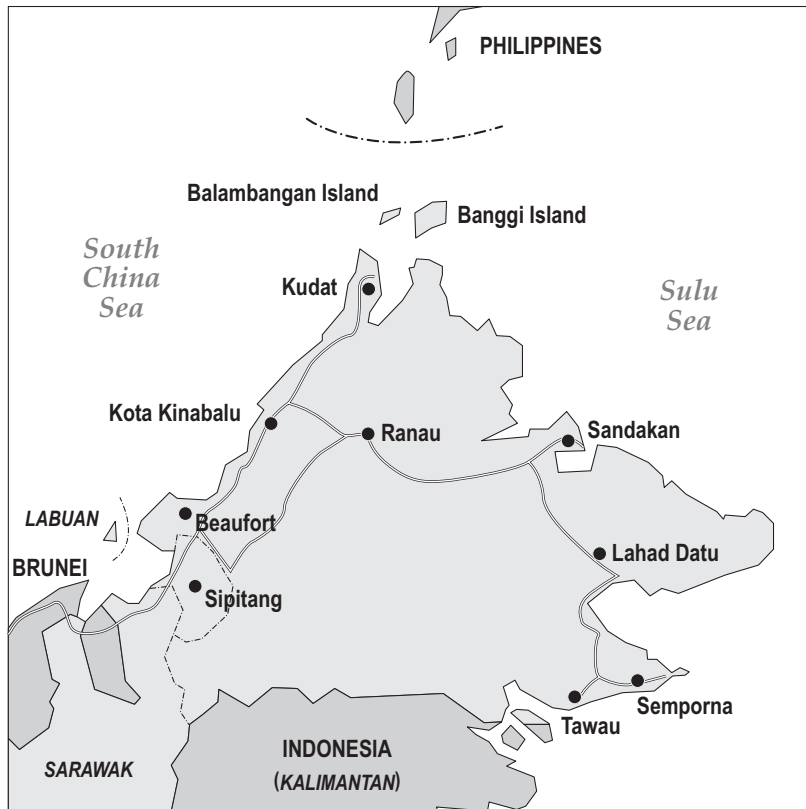 PHILIPPINES
Balambangan Island
Banggi Island
South
China
Sea
Kudat
Sulu
Sea
Kota Kinabalu
Ranau
Sandakan
LABUAN
Beaufort
Lahad Datu
BRUNEI
Sipitang
Semporna
Tawau
INDONESIA
(KALIMANTAN)
SARAWAK